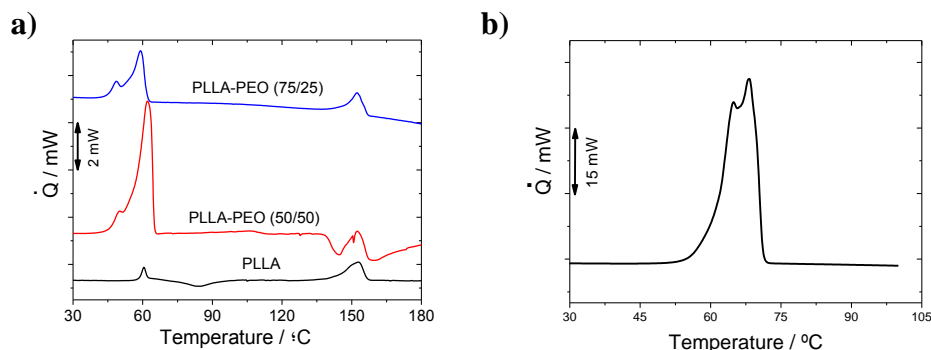 a)
PLLA-PEO (75/25)
2 mW
Q̇ / mW
PLLA-PEO (50/50)
PLLA
30 60 90 120 150 180
Temperature / ةC
b)
15 mW
Q̇ / mW
30 45 60 75 90 105
Temperature / ºC